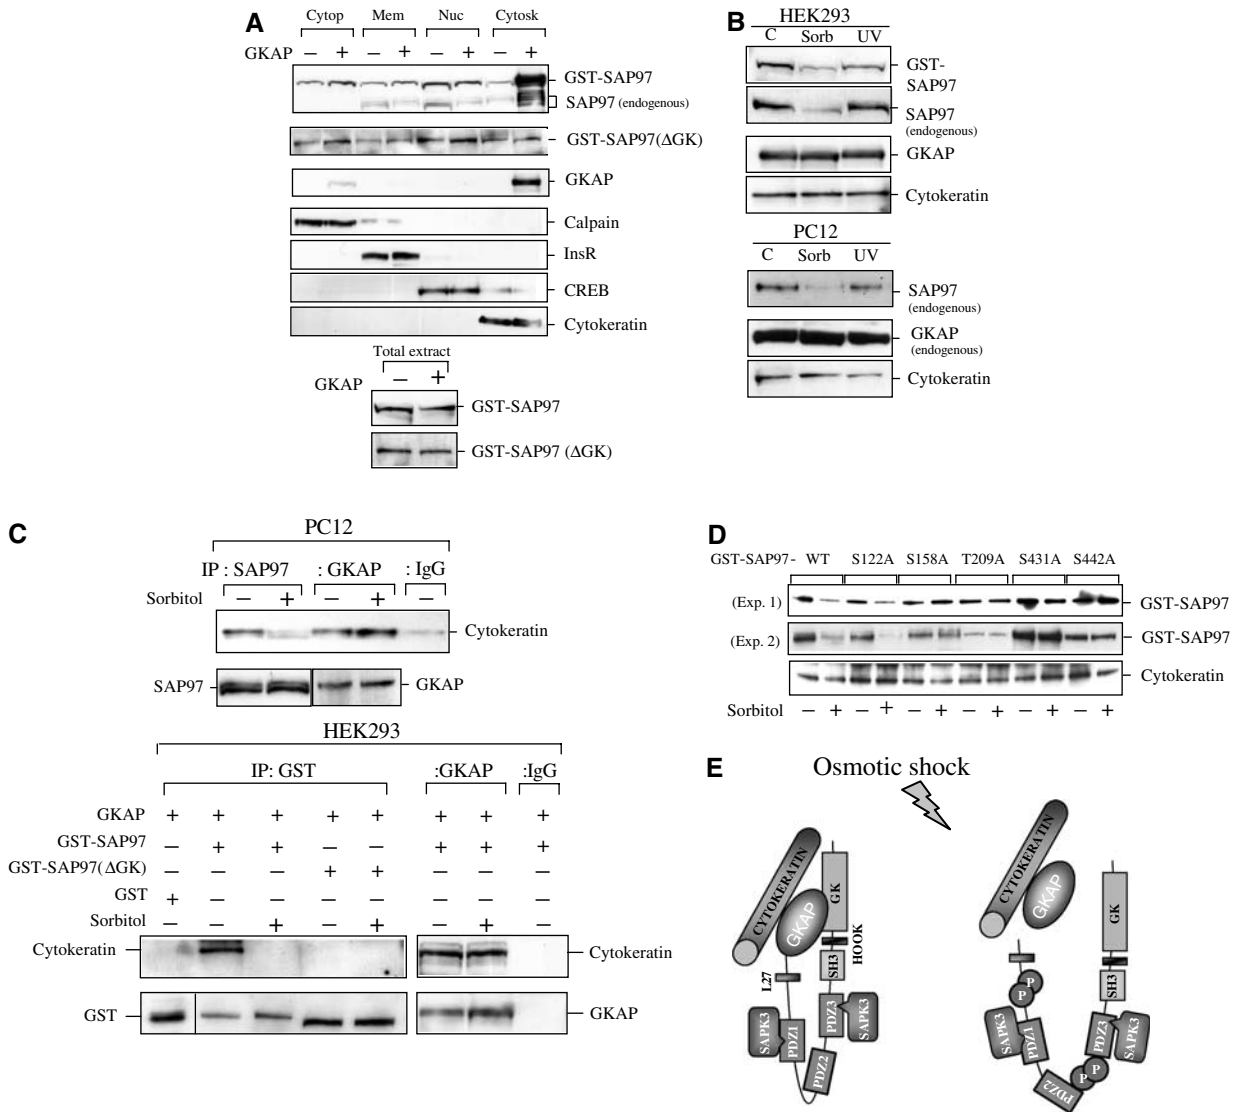 A
Cytop Mem Nuc Cytosk
GKAP – + – + – + – +
GST-SAP97
SAP97 (endogenous)
GST-SAP97(ΔGK)
GKAP
Calpain
InsR
CREB
Cytokeratin
Total extract
GKAP – +
GST-SAP97
GST-SAP97 (ΔGK)
B
HEK293
C Sorb UV
GST-
SAP97
SAP97
(endogenous)
GKAP
Cytokeratin
PC12
C Sorb UV
SAP97
(endogenous)
GKAP
(endogenous)
Cytokeratin
C
PC12
IP : SAP97 : GKAP : IgG
Sorbitol – + – + –
Cytokeratin
SAP97 GKAP
HEK293
IP: GST :GKAP :IgG
GKAP + + + + + + + +
GST-SAP97 – + + – – + + +
GST-SAP97(ΔGK) – – – + + – – –
GST + – – – – – – –
Sorbitol – – + – + – + –
Cytokeratin Cytokeratin
GST GKAP
D
GST-SAP97- WT S122A S158A T209A S431A S442A
(Exp. 1) GST-SAP97
(Exp. 2) GST-SAP97
Cytokeratin
Sorbitol – + – + – + – + – + – +
E
Osmotic shock
CYTOKERATIN
GKAP
GK
HOOK
SH3
L27
SAPK3
PDZ1
PDZ2
PDZ3
SAPK3
CYTOKERATIN
GKAP
GK
SH3
P
P
SAPK3
PDZ1
PDZ2
P
P
PDZ3
SAPK3